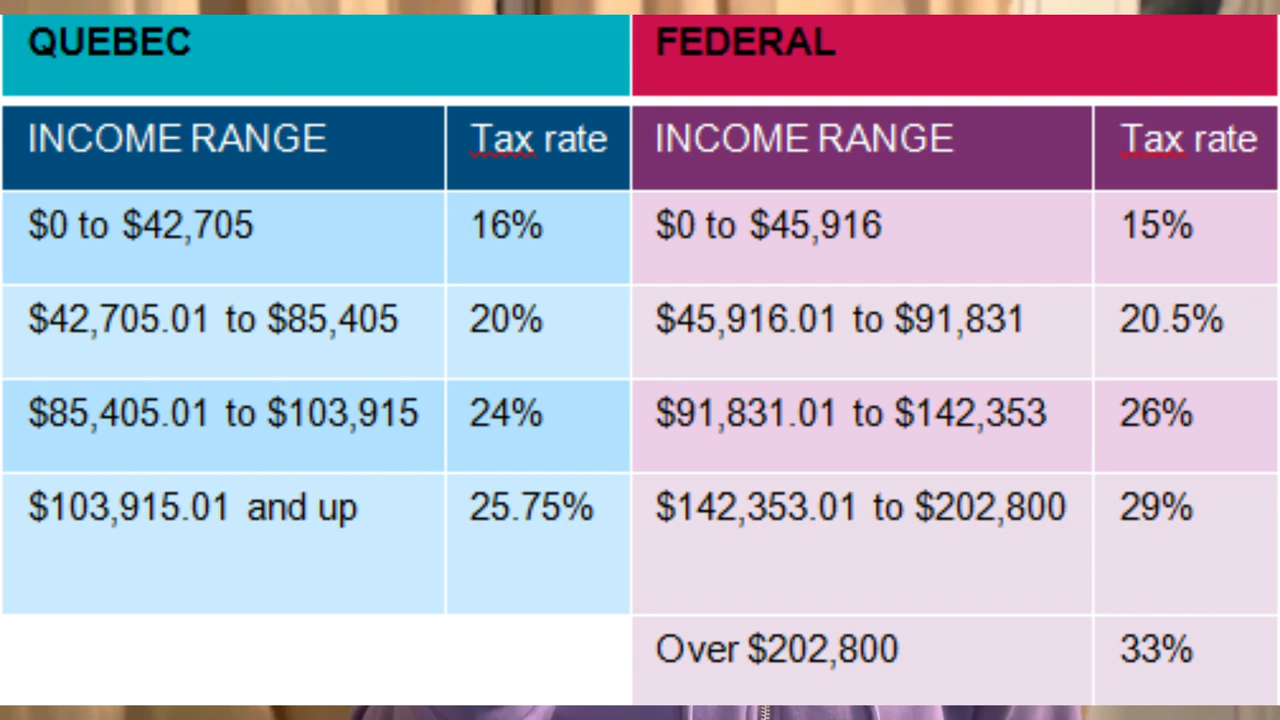 QUEBEC FEDERAL
INCOME RANGE Tax rate INCOME RANGE Tax rate
$0 to $42,705 16% $0 to $45,916 15%
$42,705.01 to $85,405 20% $45,916.01 to $91,831 20.5%
$85,405.01 to $103,915 24% $91,831.01 to $142,353 26%
$103,915.01 and up 25.75% $142,353.01 to $202,800 29%
Over $202,800 33%